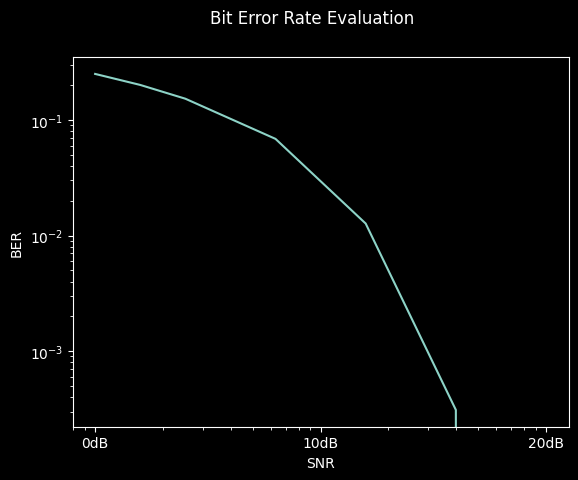 Bit Error Rate Evaluation
10⁻¹
10⁻²
10⁻³
BER
0dB
10dB
20dB
SNR